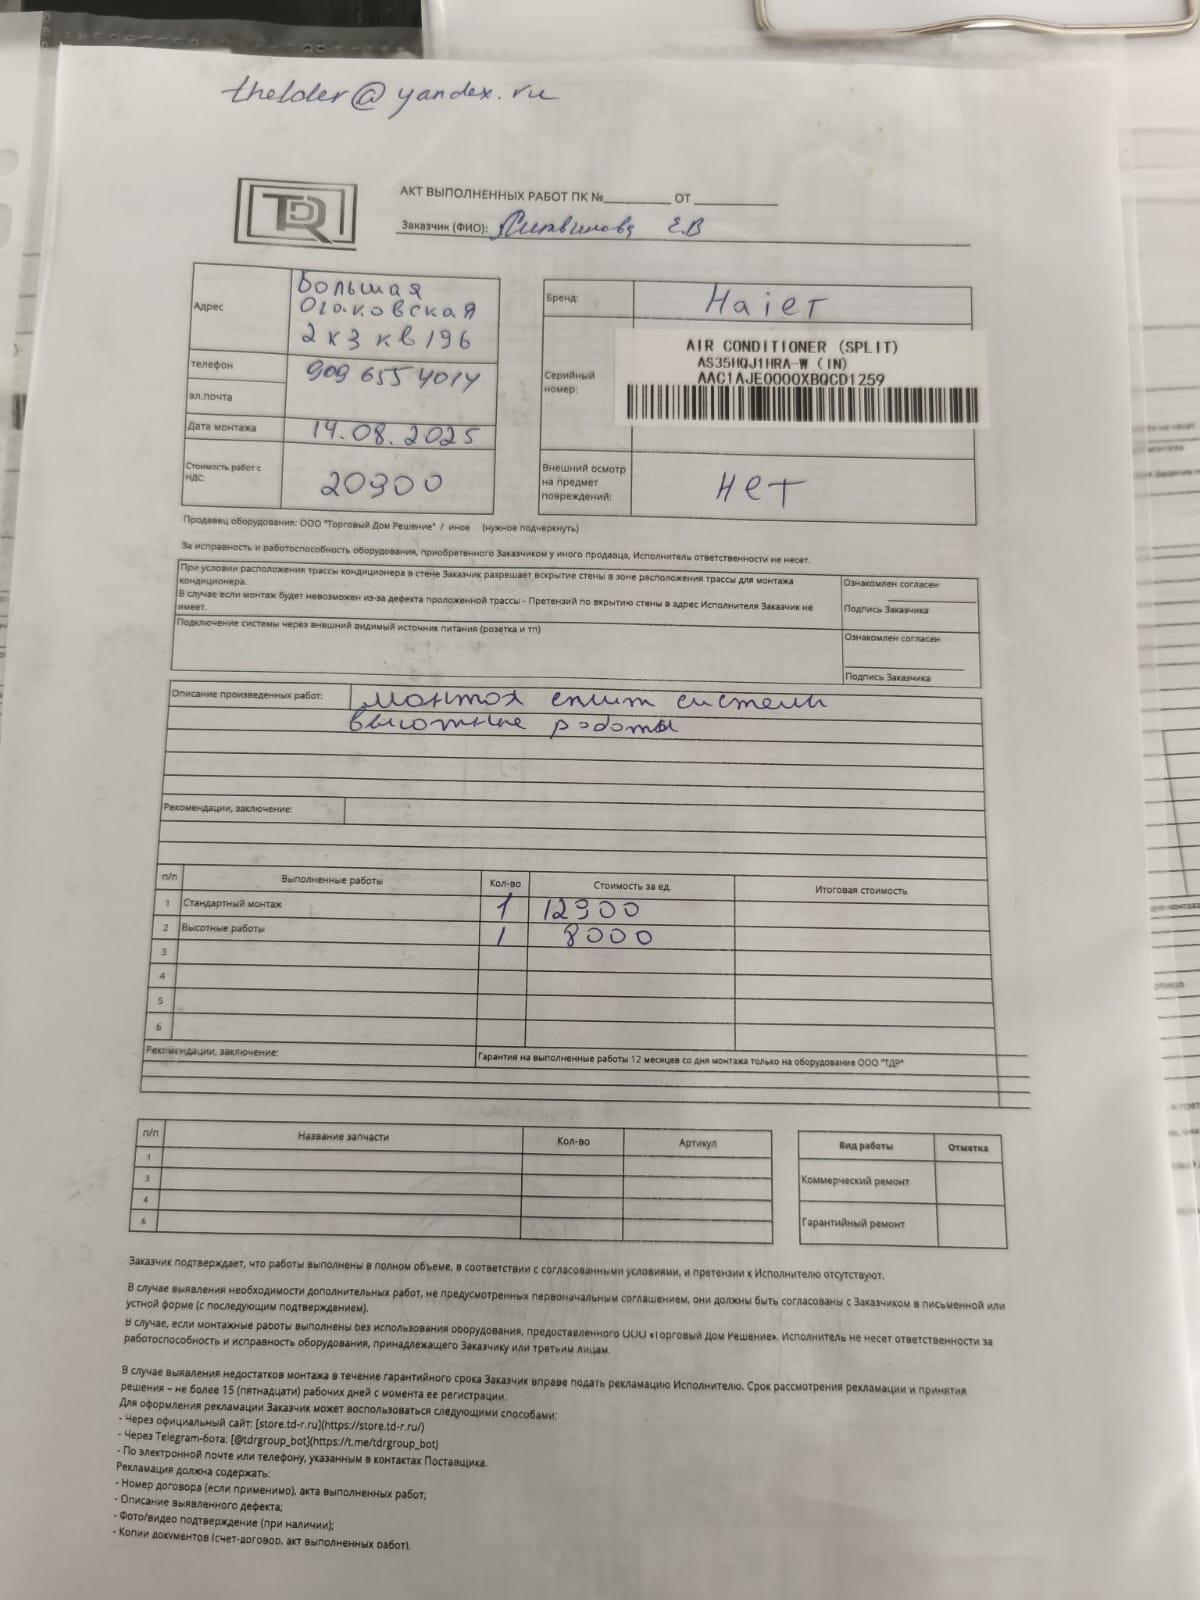 thelder@yandex.ru
TDR
АКТ ВЫПОЛНЕННЫХ РАБОТ ПК №__________ ОТ ____________
Заказчик (ФИО): Литвинова Е.В
Адрес
Большая
Очаковская
2 к3 кв 196
телефон
909 655 4014
эл.почта
Дата монтажа
14.08.2025
Стоимость работ с НДС:
20900
Бренд:
Haier
Серийный номер:
AIR CONDITIONER (SPLIT)
AS35HQJ1HRA-W (IN)
AAC1AJE0000XBQCD1259
Внешний осмотр
на предмет
повреждений:
нет
Продавец оборудования: ООО "Торговый Дом Решение" / иное (нужное подчеркнуть)
За исправность и работоспособность оборудования, приобретенного Заказчиком у иного продавца, Исполнитель ответственности не несет.
При условии расположения трассы кондиционера в стене Заказчик разрешает вскрытие стены в зоне расположения трассы для монтажа
кондиционера.
В случае если монтаж будет невозможен из-за дефекта проложенной трассы - Претензий по вкрытию стены в адрес Исполнителя Заказчик не
имеет.
Ознакомлен согласен
Подпись Заказчика
Подключение системы через внешний видимый источник питания (розетка и тп)
Ознакомлен согласен
Подпись Заказчика
Описание произведенных работ: монтаж сплит системы
высотные работы
Рекомендации, заключение:
п/п Выполненные работы Кол-во Стоимость за ед. Итоговая стоимость
1 Стандартный монтаж 1 12900
2 Высотные работы 1 8000
3
4
5
6
Рекомендации, заключение: Гарантия на выполненные работы 12 месяцев со дня монтажа только на оборудование ООО "ТДР"
п/п Название запчасти Кол-во Артикул
1
3
4
6
Вид работы Отметка
Коммерческий ремонт
Гарантийный ремонт
Заказчик подтверждает, что работы выполнены в полном объеме, в соответствии с согласованными условиями, и претензии к Исполнителю отсутствуют.
В случае выявления необходимости дополнительных работ, не предусмотренных первоначальным соглашением, они должны быть согласованы с Заказчиком в письменной или
устной форме (с последующим подтверждением).
В случае, если монтажные работы выполнены без использования оборудования, предоставленного ООО «Торговый Дом Решение». Исполнитель не несет ответственности за
работоспособность и исправность оборудования, принадлежащего Заказчику или третьим лицам.
В случае выявления недостатков монтажа в течение гарантийного срока Заказчик вправе подать рекламацию Исполнителю. Срок рассмотрения рекламации и принятия
решения – не более 15 (пятнадцати) рабочих дней с момента ее регистрации.
Для оформления рекламации Заказчик может воспользоваться следующими способами:
- Через официальный сайт: [store.td-r.ru](https://store.td-r.ru/)
- Через Telegram-бота: [@tdrgroup_bot](https://t.me/tdrgroup_bot)
- По электронной почте или телефону, указанным в контактах Поставщика.
Рекламация должна содержать:
- Номер договора (если применимо), акта выполненных работ;
- Описание выявленного дефекта;
- Фото/видео подтверждение (при наличии);
- Копии документов (счет-договор, акт выполненных работ).